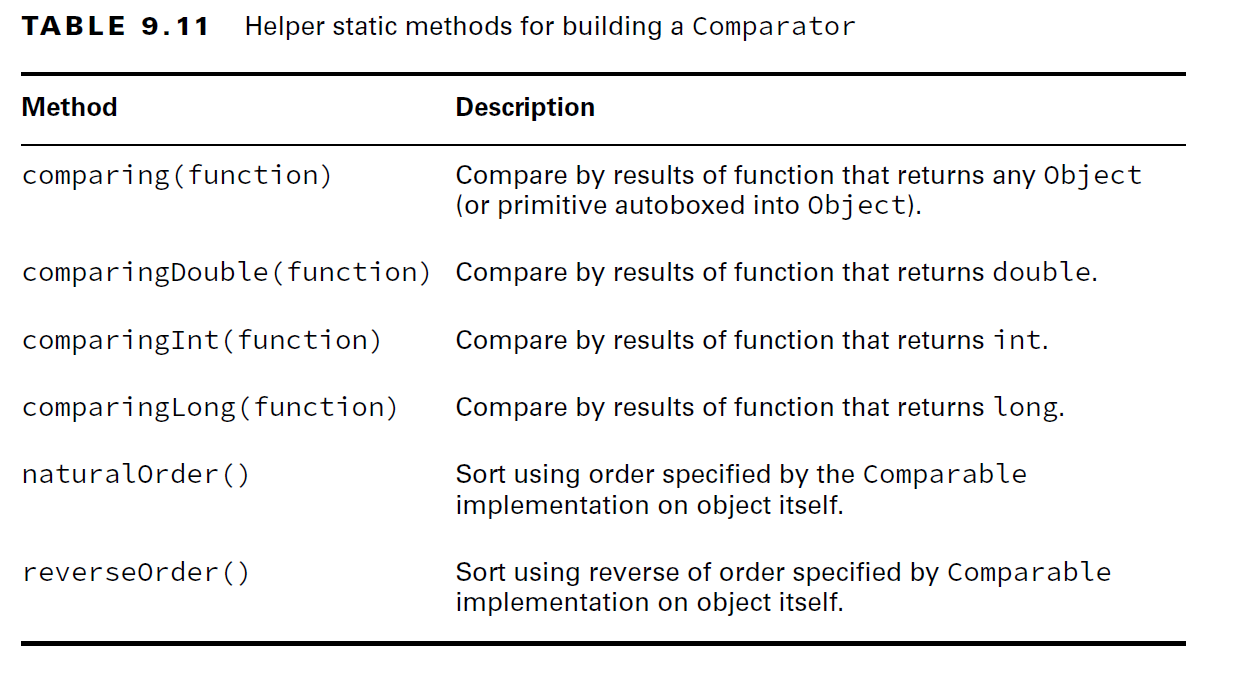 TABLE 9.11 Helper static methods for building a Comparator
Method Description
comparing(function) Compare by results of function that returns any Object
(or primitive autoboxed into Object).
comparingDouble(function) Compare by results of function that returns double.
comparingInt(function) Compare by results of function that returns int.
comparingLong(function) Compare by results of function that returns long.
naturalOrder() Sort using order specified by the Comparable
implementation on object itself.
reverseOrder() Sort using reverse of order specified by Comparable
implementation on object itself.